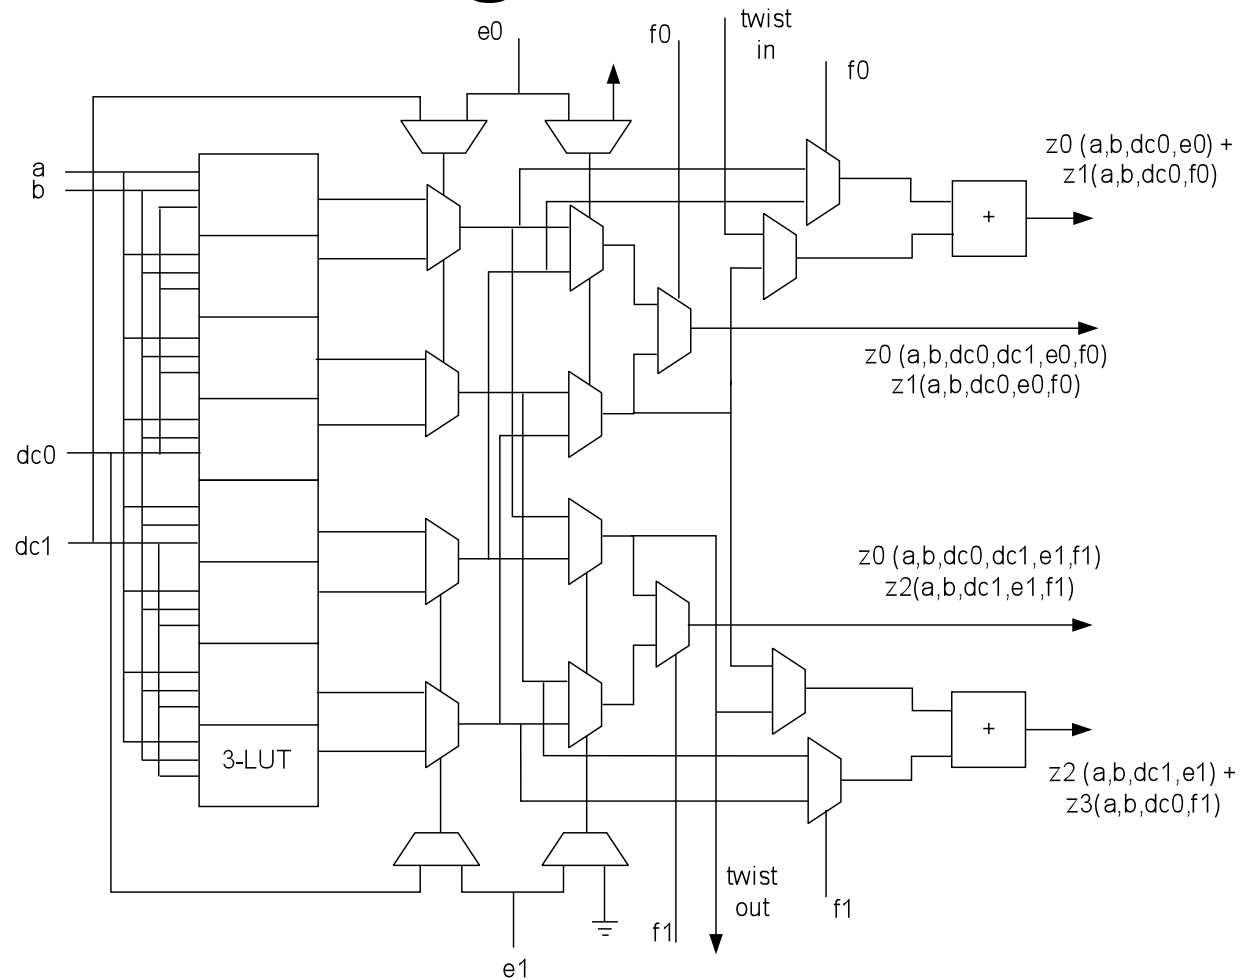 twist
in
e0
f0
f0
a
b
z0 (a,b,dc0,e0) +
z1(a,b,dc0,f0)
+
z0 (a,b,dc0,dc1,e0,f0)
z1(a,b,dc0,e0,f0)
dc0
dc1
z0 (a,b,dc0,dc1,e1,f1)
z2(a,b,dc1,e1,f1)
+
3-LUT
z2 (a,b,dc1,e1) +
z3(a,b,dc0,f1)
twist
out
f1
f1
e1